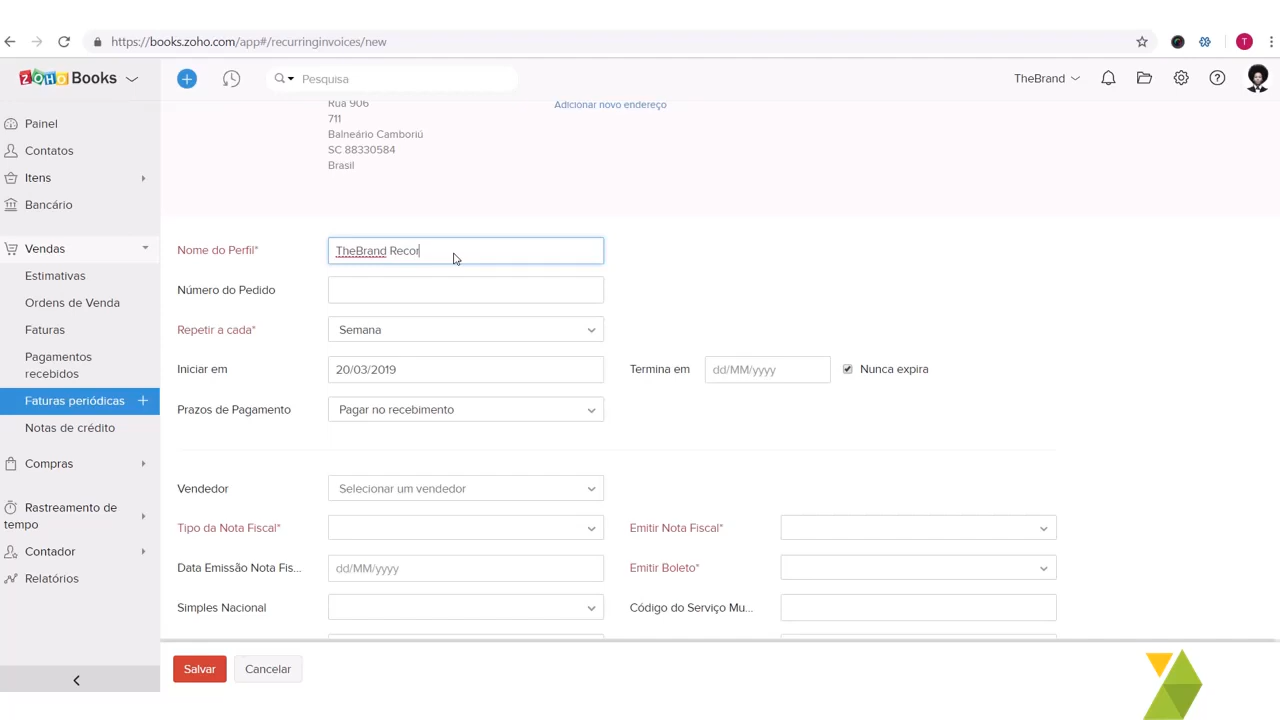 https://books.zoho.com/app#/recurringinvoices/new
T
ZOHO Books
Pesquisa
TheBrand
Painel
Contatos
Itens
Bancário
Vendas
Estimativas
Ordens de Venda
Faturas
Pagamentos
recebidos
Faturas periódicas +
Notas de crédito
Compras
Rastreamento de
tempo
Contador
Relatórios
Rua 906
711
Balneário Camboriú
SC 88330584
Brasil
Adicionar novo endereço
Nome do Perfil* TheBrand Recor
Número do Pedido
Repetir a cada* Semana
Iniciar em 20/03/2019 Termina em dd/MM/yyyy Nunca expira
Prazos de Pagamento Pagar no recebimento
Vendedor Selecionar um vendedor
Tipo da Nota Fiscal* Emitir Nota Fiscal*
Data Emissão Nota Fis... dd/MM/yyyy Emitir Boleto*
Simples Nacional Código do Serviço Mu...
Salvar Cancelar